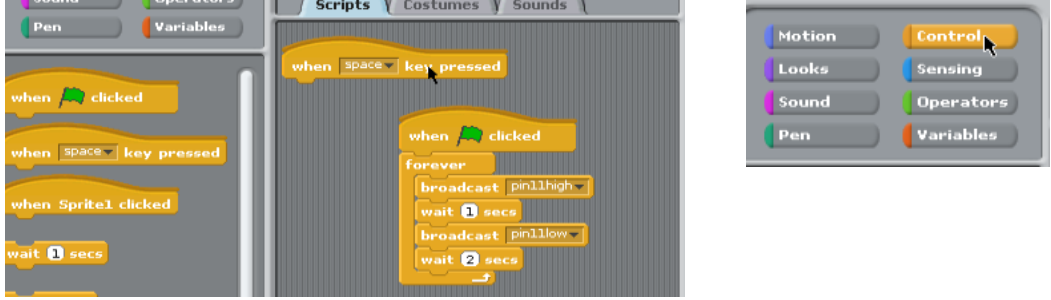 Sound Operators
Pen Variables
when clicked
when space key pressed
when Sprite1 clicked
wait 1 secs
Scripts Costumes Sounds
when space key pressed
when clicked
forever
broadcast pin11high
wait 1 secs
broadcast pin11low
wait 2 secs
Motion Control
Looks Sensing
Sound Operators
Pen Variables